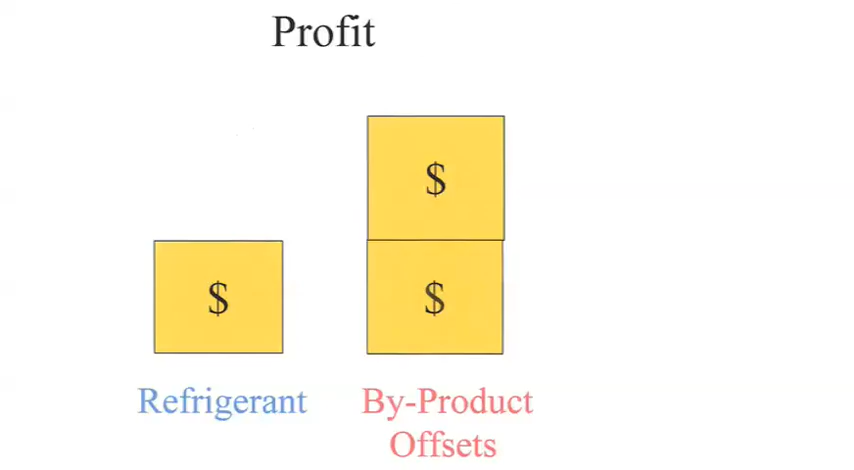 Profit
$
$
$
Refrigerant
By-Product
Offsets